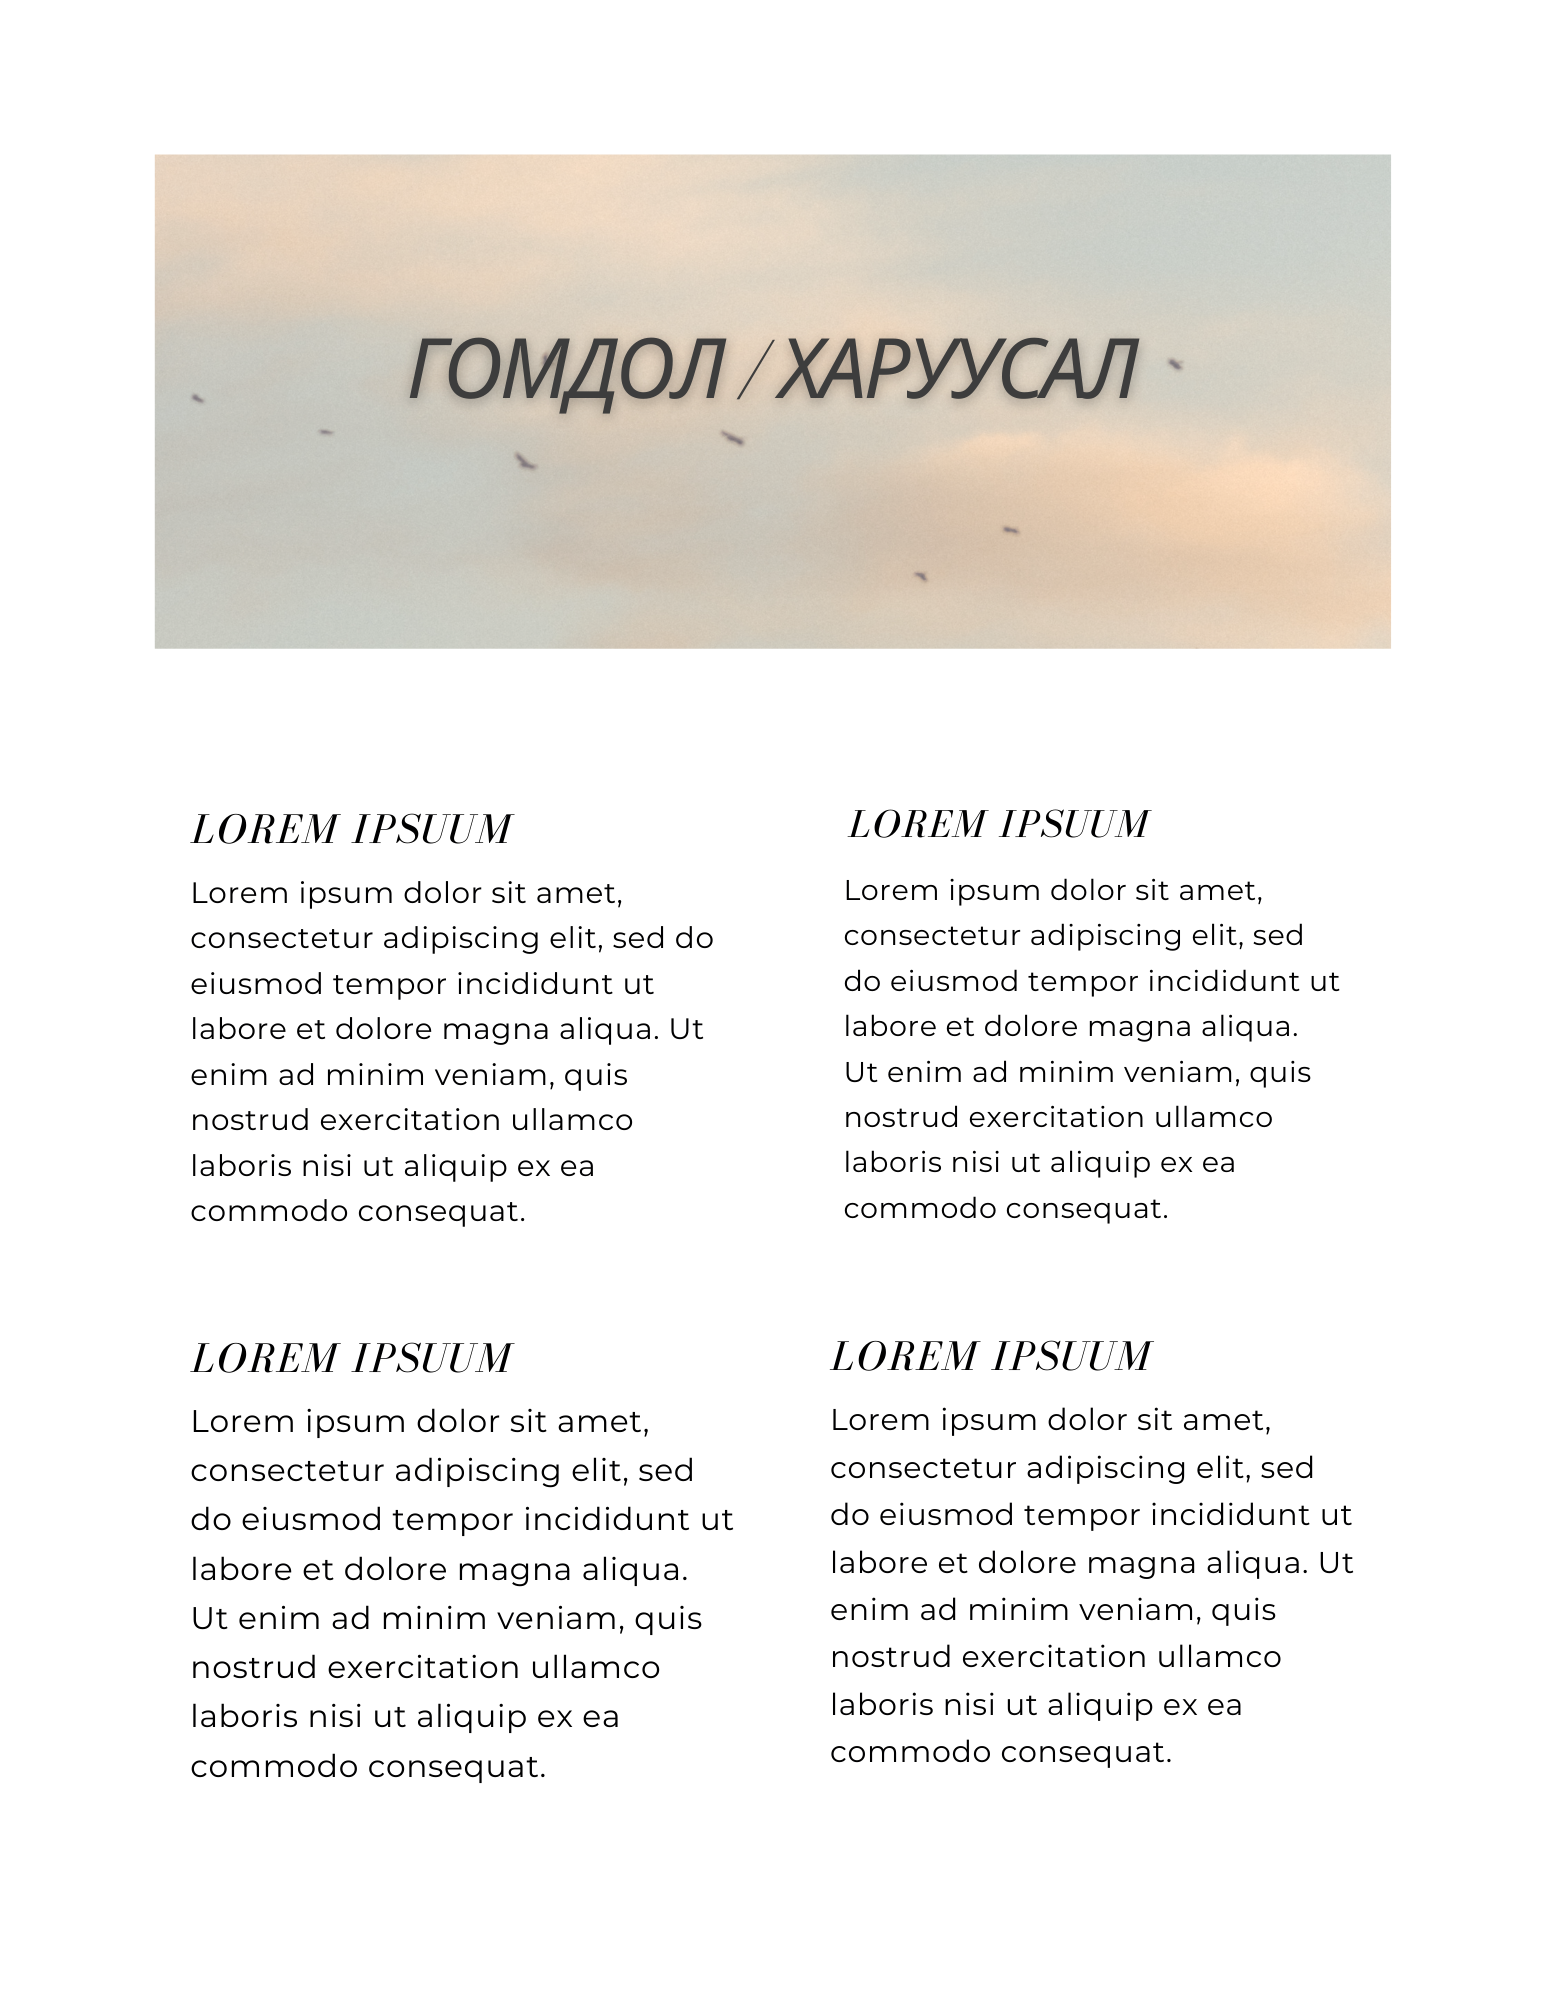 ГОМДОЛ / ХАРУУСАЛ
LOREM IPSUUM
Lorem ipsum dolor sit amet,
consectetur adipiscing elit, sed do
eiusmod tempor incididunt ut
labore et dolore magna aliqua. Ut
enim ad minim veniam, quis
nostrud exercitation ullamco
laboris nisi ut aliquip ex ea
commodo consequat.
LOREM IPSUUM
Lorem ipsum dolor sit amet,
consectetur adipiscing elit, sed
do eiusmod tempor incididunt ut
labore et dolore magna aliqua.
Ut enim ad minim veniam, quis
nostrud exercitation ullamco
laboris nisi ut aliquip ex ea
commodo consequat.
LOREM IPSUUM
Lorem ipsum dolor sit amet,
consectetur adipiscing elit, sed
do eiusmod tempor incididunt ut
labore et dolore magna aliqua.
Ut enim ad minim veniam, quis
nostrud exercitation ullamco
laboris nisi ut aliquip ex ea
commodo consequat.
LOREM IPSUUM
Lorem ipsum dolor sit amet,
consectetur adipiscing elit, sed
do eiusmod tempor incididunt ut
labore et dolore magna aliqua. Ut
enim ad minim veniam, quis
nostrud exercitation ullamco
laboris nisi ut aliquip ex ea
commodo consequat.